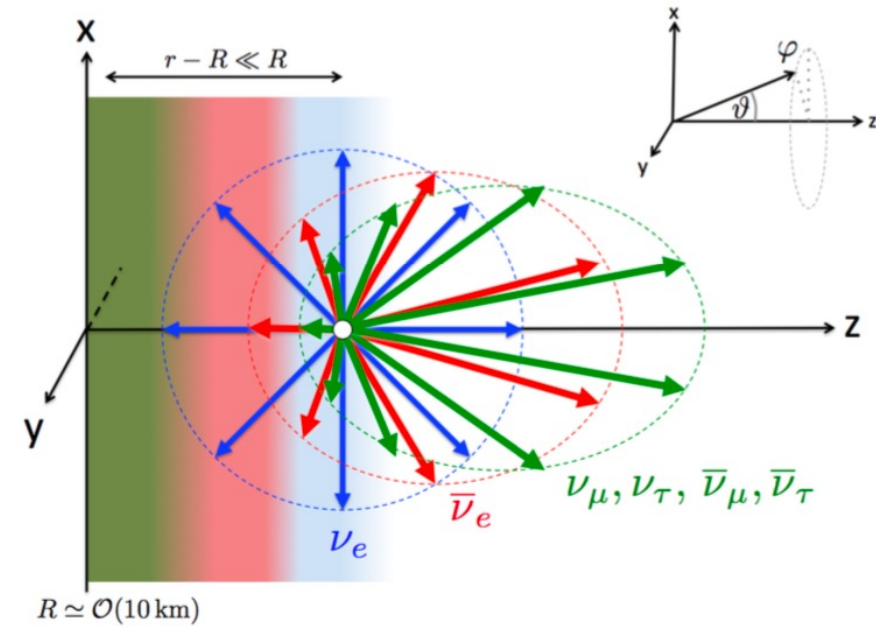 x
r − R ≪ R
x
φ
ϑ
z
y
z
y
ν_μ, ν_τ, ν̅_μ, ν̅_τ
ν̅_e
ν_e
R ≃ 𝒪(10 km)